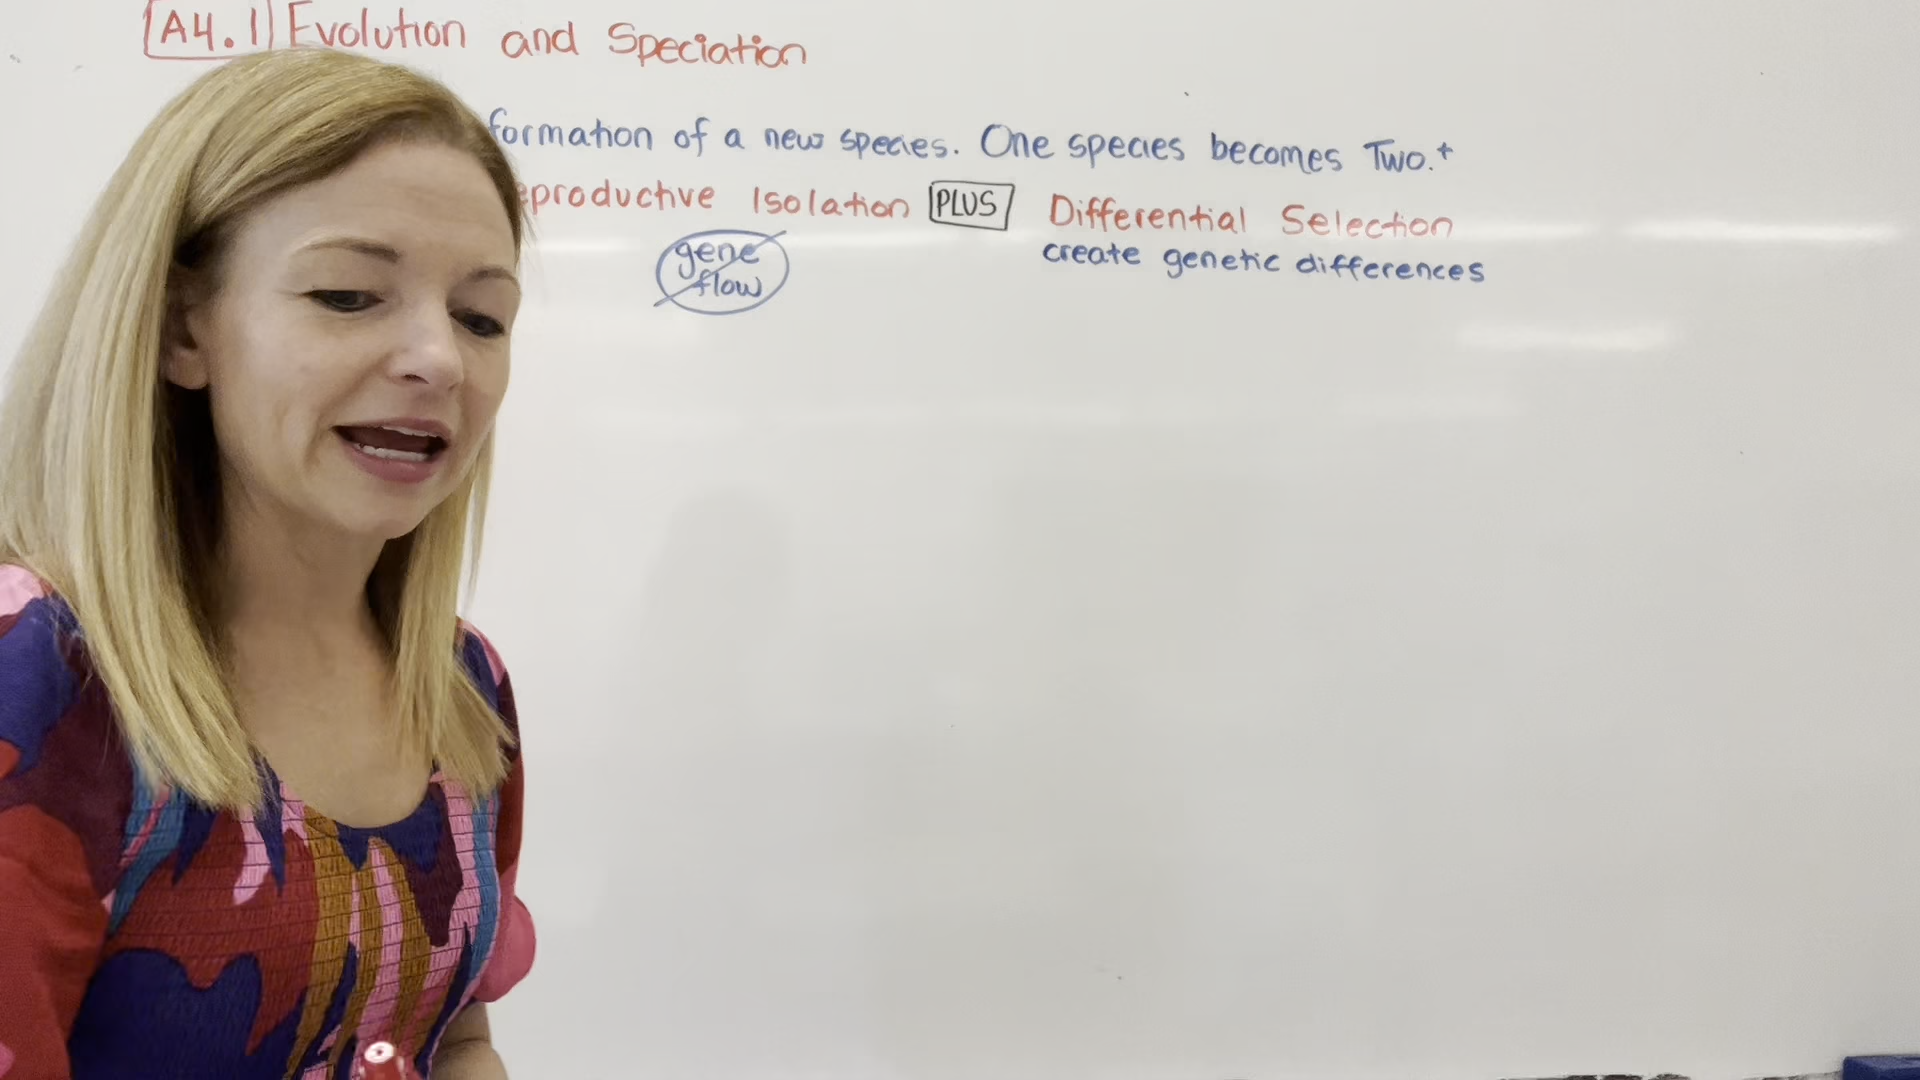 A4.1 Evolution and Speciation
formation of a new species. One species becomes Two.+
eproductive Isolation PLUS Differential Selection
gene
flow
create genetic differences